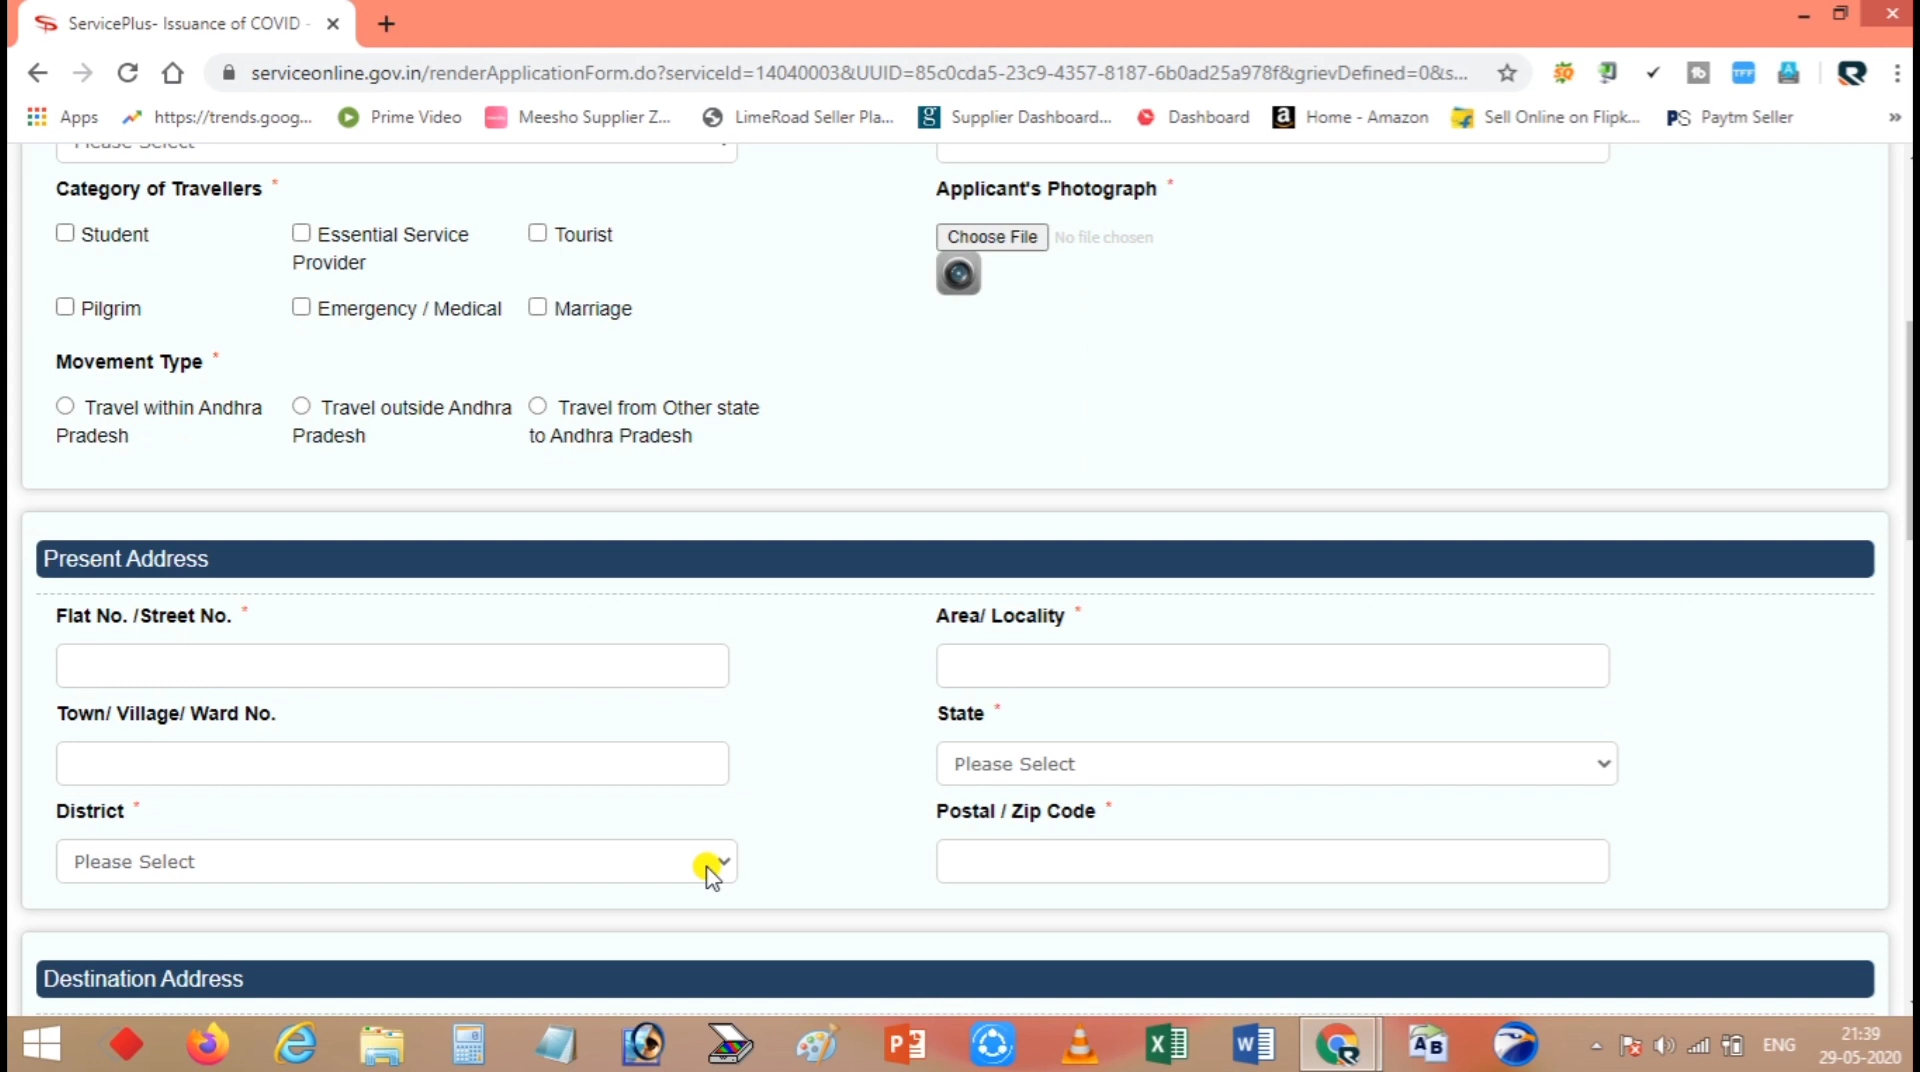 ServicePlus- Issuance of COVID -
serviceonline.gov.in/renderApplicationForm.do?serviceId=14040003&UUID=85c0cda5-23c9-4357-8187-6b0ad25a978f&grievDefined=0&s...
Apps https://trends.goog... Prime Video Meesho Supplier Z... LimeRoad Seller Pla... Supplier Dashboard... Dashboard Home - Amazon Sell Online on Flipk... Paytm Seller »
Please Select
Category of Travellers * Applicant's Photograph *
Student Essential Service Provider Tourist
Choose File No file chosen
Pilgrim Emergency / Medical Marriage
Movement Type *
Travel within Andhra Pradesh Travel outside Andhra Pradesh Travel from Other state to Andhra Pradesh
Present Address
Flat No. /Street No. * Area/ Locality *
Town/ Village/ Ward No. State *
Please Select
District * Postal / Zip Code *
Please Select
Destination Address
ENG
21:39
29-05-2020